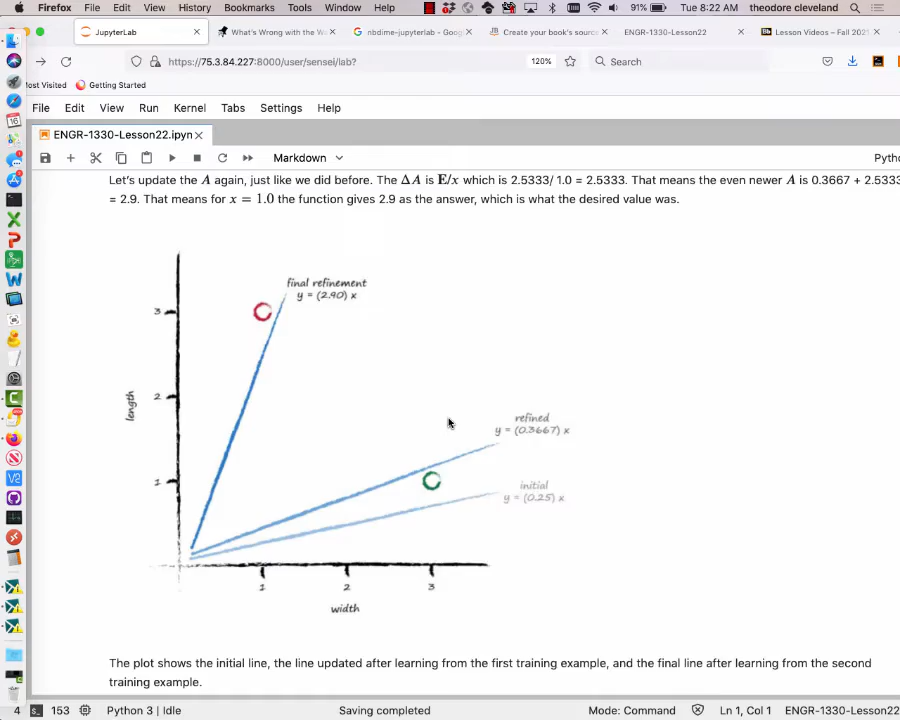 Firefox File Edit View History Bookmarks Tools Window Help 91% Tue 8:22 AM theodore cleveland
JupyterLab × What's Wrong with the W × nbdime-jupyterlab - Goo × Create your book's sourc × ENGR-1330-Lesson22 × Lesson Videos – Fall 202 ×
https://75.3.84.227:8000/user/sensei/lab? 120% Search
ost Visited Getting Started
File Edit View Run Kernel Tabs Settings Help
ENGR-1330-Lesson22.ipyn ×
Markdown Pytho
Let's update the A again, just like we did before. The ΔA is E/x which is 2.5333/ 1.0 = 2.5333. That means the even newer A is 0.3667 + 2.5333
= 2.9. That means for x = 1.0 the function gives 2.9 as the answer, which is what the desired value was.
final refinement
y = (2.90) x
3
2
length
refined
y = (0.3667) x
1
initial
y = (0.25) x
1 2 3
width
The plot shows the initial line, the line updated after learning from the first training example, and the final line after learning from the second
training example.
4 153 Python 3 | Idle Saving completed Mode: Command Ln 1, Col 1 ENGR-1330-Lesson22